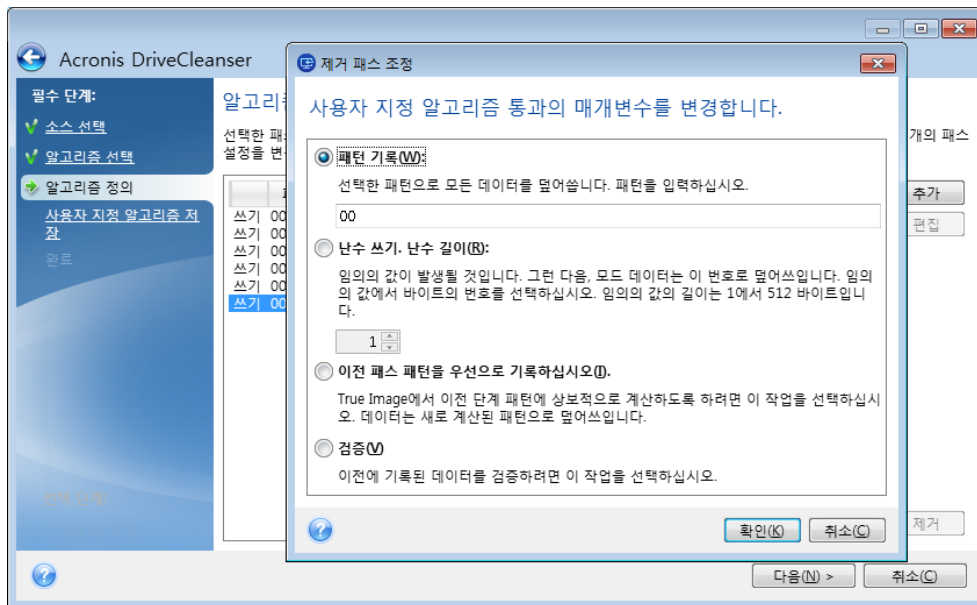 Acronis DriveCleanser
필수 단계:
소스 선택
알고리즘 선택
알고리즘 정의
사용자 지정 알고리즘 저
장
완료
선택한 패
설정을 변
개의 패스
쓰기 00
쓰기 00
쓰기 00
쓰기 00
쓰기 00
쓰기 00
추가
편집
제거
제거 패스 조정
사용자 지정 알고리즘 통과의 매개변수를 변경합니다.
패턴 기록(W):
선택한 패턴으로 모든 데이터를 덮어씁니다. 패턴을 입력하십시오.
00
난수 쓰기. 난수 길이(R):
임의의 값이 발생될 것입니다. 그런 다음, 모드 데이터는 이 번호로 덮어쓰입니다. 임의
의 값에서 바이트의 번호를 선택하십시오. 임의의 값의 길이는 1에서 512 바이트입니
다.
1
이전 패스 패턴을 우선으로 기록하십시오(I).
True Image에서 이전 단계 패턴에 상보적으로 계산하도록 하려면 이 작업을 선택하십시
오. 데이터는 새로 계산된 패턴으로 덮어쓰입니다.
검증(V)
이전에 기록된 데이터를 검증하려면 이 작업을 선택하십시오.
확인(K)
취소(C)
다음(N) >
취소(C)